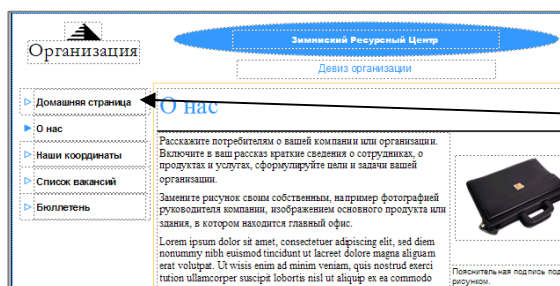 Организация
Зимниский Ресурсный Центр
Девиз организации
Домашняя страница
О нас
Наши координаты
Список вакансий
Бюллетень
О нас
Расскажите потребителям о вашей компании или организации.
Включите в ваш рассказ краткие сведения о сотрудниках, о
продуктах и услугах, сформулируйте цели и задачи вашей
организации.
Замените рисунок своим собственным, например фотографией
руководителя компании, изображением основного продукта или
здания, в котором находится главный офис.
Lorem ipsum dolor sit amet, consectetuer adipiscing elit, sed diem
nonummy nibh euismod tincidunt ut lacreet dolore magna aliguam
erat volutpat. Ut wisis enim ad minim veniam, quis nostrud exerci
tution ullamcorper suscipit lobortis nisl ut aliquip ex ea commodo
Пояснительная подпись под
рисунком.